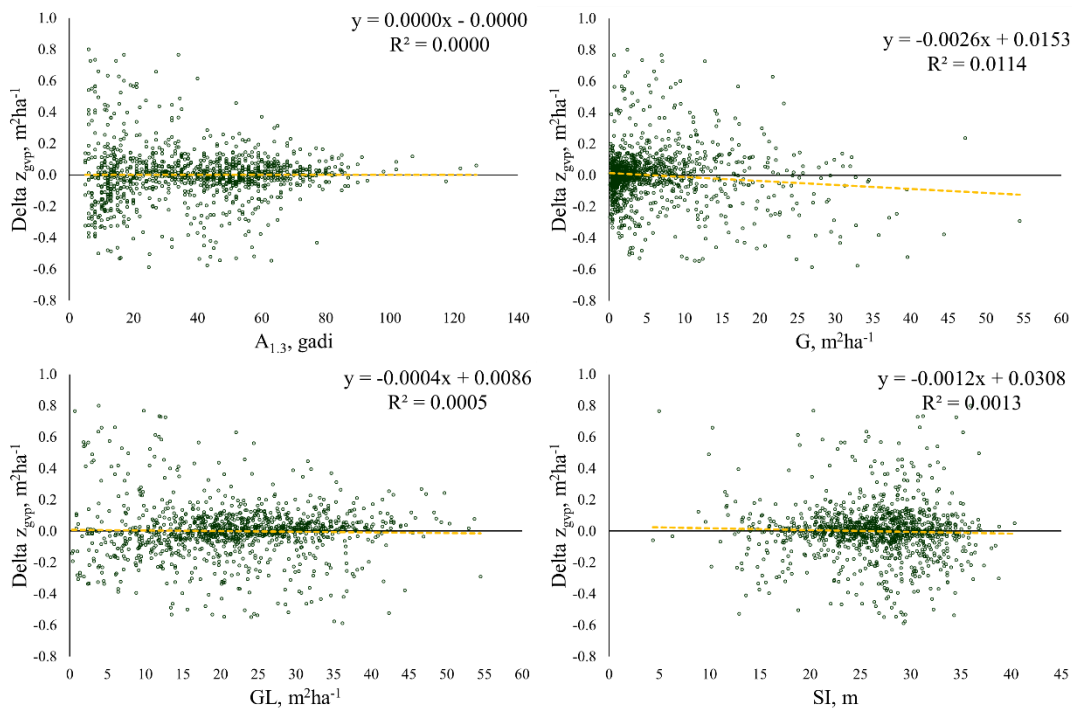 y = 0.0000x - 0.0000
R² = 0.0000
Delta z_gvp, m²ha⁻¹
1.0
0.8
0.6
0.4
0.2
0.0
-0.2
-0.4
-0.6
-0.8
0 20 40 60 80 100 120 140
A_1.3, gadi
y = -0.0026x + 0.0153
R² = 0.0114
Delta z_gvp, m²ha⁻¹
1.0
0.8
0.6
0.4
0.2
0.0
-0.2
-0.4
-0.6
-0.8
0 5 10 15 20 25 30 35 40 45 50 55 60
G, m²ha⁻¹
y = -0.0004x + 0.0086
R² = 0.0005
Delta z_gvp, m²ha⁻¹
1.0
0.8
0.6
0.4
0.2
0.0
-0.2
-0.4
-0.6
-0.8
0 5 10 15 20 25 30 35 40 45 50 55 60
GL, m²ha⁻¹
y = -0.0012x + 0.0308
R² = 0.0013
Delta z_gvp, m²ha⁻¹
1.0
0.8
0.6
0.4
0.2
0.0
-0.2
-0.4
-0.6
-0.8
0 5 10 15 20 25 30 35 40 45
SI, m